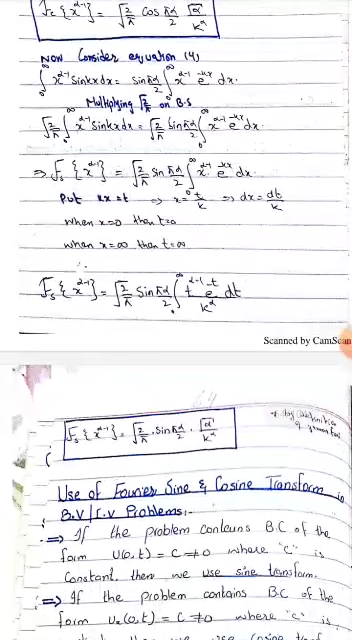 Fc {x^(α-1)} = √(2/π) cos πα/2 Γα/k^α
Now Consider equation (4)
∫₀^∞ x^(α-1) sinkx dx = sin πα/2 ∫₀^∞ x^(α-1) e^(-kx) dx.
Multiplying √(2/π) on B.S
√(2/π) ∫₀^∞ x^(α-1) sinkx dx = √(2/π) sin πα/2 ∫₀^∞ x^(α-1) e^(-kx) dx.
⇒ Fs {x^(α-1)} = √(2/π) sin πα/2 ∫₀^∞ x^(α-1) e^(-kx) dx.
Put kx = t ⇒ x = t/k ⇒ dx = dt/k
when x=0 then t=0
when x=∞ then t=∞
∴
Fs {x^(α-1)} = √(2/π) sin πα/2 ∫₀^∞ t^(α-1) e^(-t)/k^α dt
Scanned by CamScan
Fs {x^(α-1)} = √(2/π) . sin πα/2 . Γα/k^α
Use of Fourier Sine & Cosine Transform in
B.V / I.V Problems:-
⇒ If the problem contains B.C of the
form U(0,t) = C ≠ 0 where "C" is
Constant. then we use sine transform.
⇒ If the problem contains B.C of the
form Ux(0,t) = C ≠ 0 where "C" is